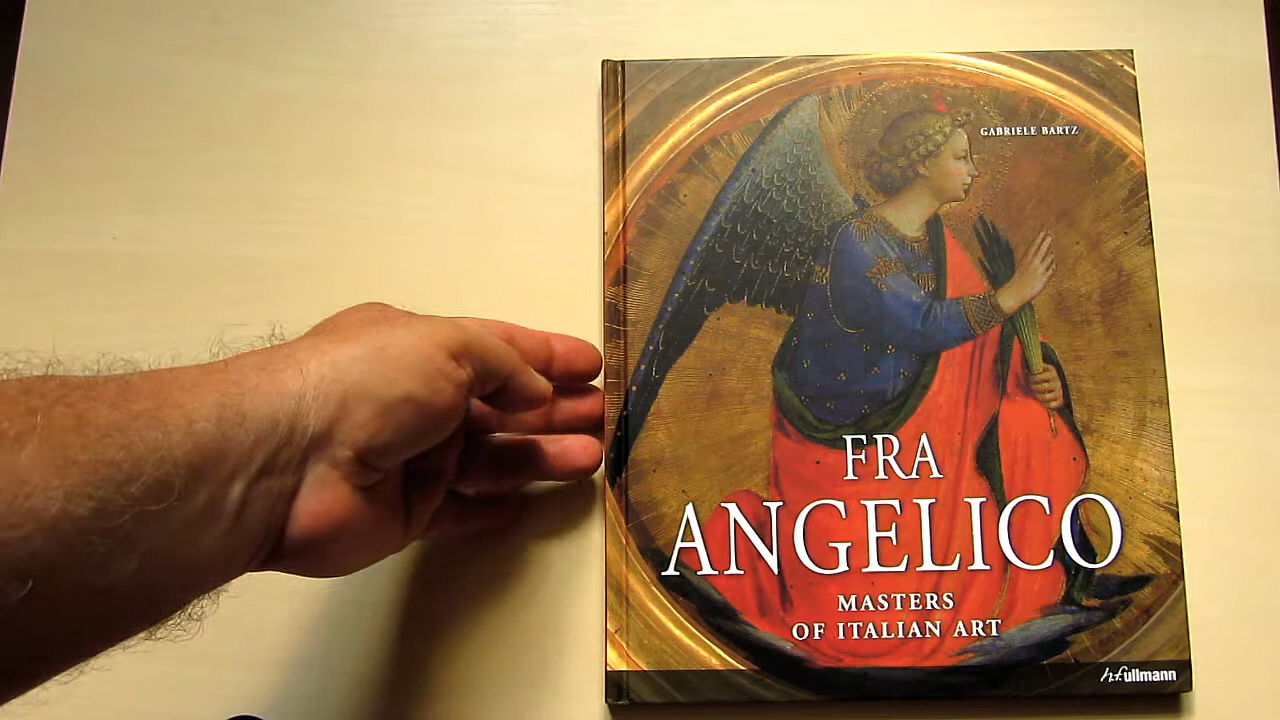 GABRIELE BARTZ
FRA
ANGELICO
MASTERS
OF ITALIAN ART
h.f.ullmann